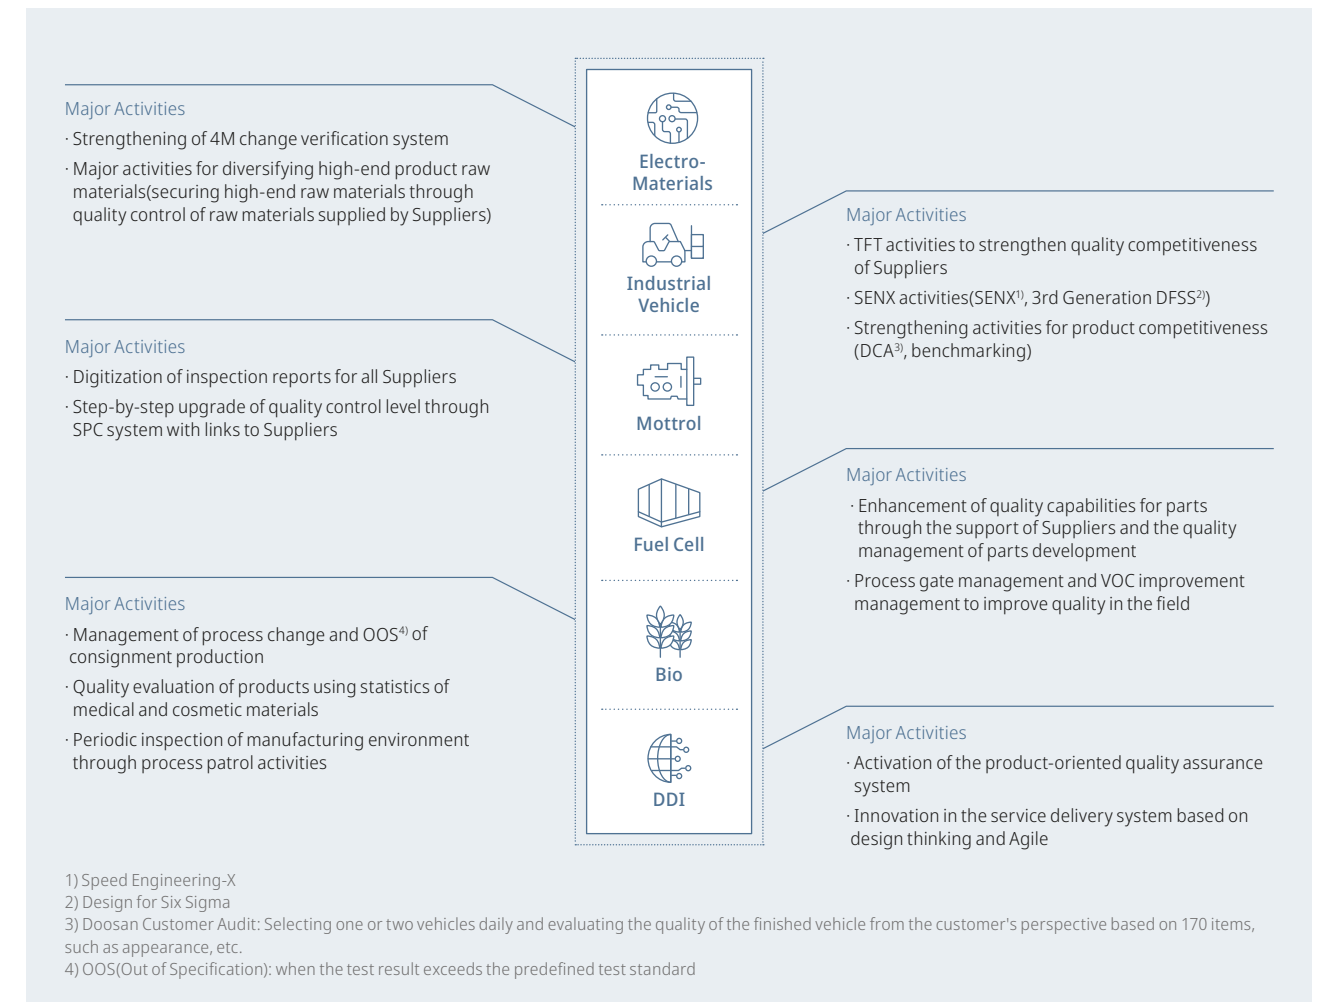 Major Activities
· Strengthening of 4M change verification system
· Major activities for diversifying high-end product raw
materials(securing high-end raw materials through
quality control of raw materials supplied by Suppliers)
Electro-
Materials
Major Activities
· TFT activities to strengthen quality competitiveness
of Suppliers
· SENX activities(SENX¹⁾, 3rd Generation DFSS²⁾)
· Strengthening activities for product competitiveness
(DCA³⁾, benchmarking)
Industrial
Vehicle
Major Activities
· Digitization of inspection reports for all Suppliers
· Step-by-step upgrade of quality control level through
SPC system with links to Suppliers
Mottrol
Major Activities
· Enhancement of quality capabilities for parts
through the support of Suppliers and the quality
management of parts development
· Process gate management and VOC improvement
management to improve quality in the field
Fuel Cell
Major Activities
· Management of process change and OOS⁴⁾ of
consignment production
· Quality evaluation of products using statistics of
medical and cosmetic materials
· Periodic inspection of manufacturing environment
through process patrol activities
Bio
Major Activities
· Activation of the product-oriented quality assurance
system
· Innovation in the service delivery system based on
design thinking and Agile
DDI
1) Speed Engineering-X
2) Design for Six Sigma
3) Doosan Customer Audit: Selecting one or two vehicles daily and evaluating the quality of the finished vehicle from the customer's perspective based on 170 items,
such as appearance, etc.
4) OOS(Out of Specification): when the test result exceeds the predefined test standard